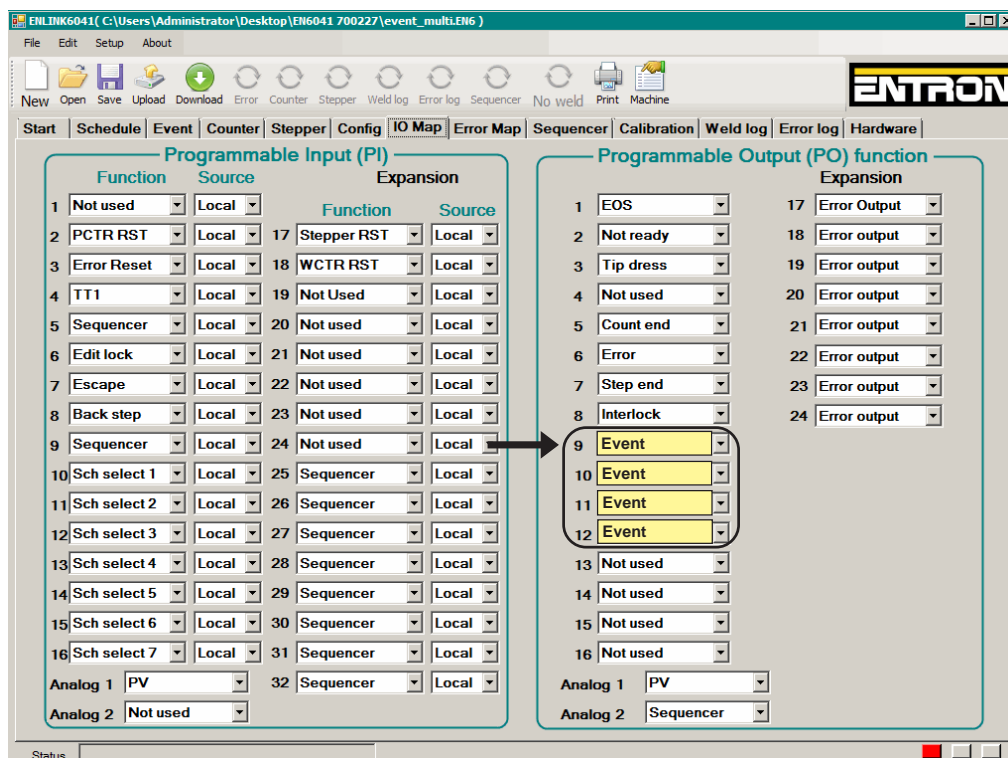 ENLINK6041( C:\Users\Administrator\Desktop\EN6041 700227\event_multi.EN6 )
File Edit Setup About
New Open Save Upload Download Error Counter Stepper Weld log Error log Sequencer No weld Print Machine
ENTRON
Start Schedule Event Counter Stepper Config IO Map Error Map Sequencer Calibration Weld log Error log Hardware
Programmable Input (PI)
Function Source Expansion
Function Source
1 Not used Local
2 PCTR RST Local 17 Stepper RST Local
3 Error Reset Local 18 WCTR RST Local
4 TT1 Local 19 Not Used Local
5 Sequencer Local 20 Not used Local
6 Edit lock Local 21 Not used Local
7 Escape Local 22 Not used Local
8 Back step Local 23 Not used Local
9 Sequencer Local 24 Not used Local
10 Sch select 1 Local 25 Sequencer Local
11 Sch select 2 Local 26 Sequencer Local
12 Sch select 3 Local 27 Sequencer Local
13 Sch select 4 Local 28 Sequencer Local
14 Sch select 5 Local 29 Sequencer Local
15 Sch select 6 Local 30 Sequencer Local
16 Sch select 7 Local 31 Sequencer Local
Analog 1 PV 32 Sequencer Local
Analog 2 Not used
Programmable Output (PO) function
Expansion
1 EOS 17 Error Output
2 Not ready 18 Error output
3 Tip dress 19 Error output
4 Not used 20 Error output
5 Count end 21 Error output
6 Error 22 Error output
7 Step end 23 Error output
8 Interlock 24 Error output
9 Event
10 Event
11 Event
12 Event
13 Not used
14 Not used
15 Not used
16 Not used
Analog 1 PV
Analog 2 Sequencer
Status